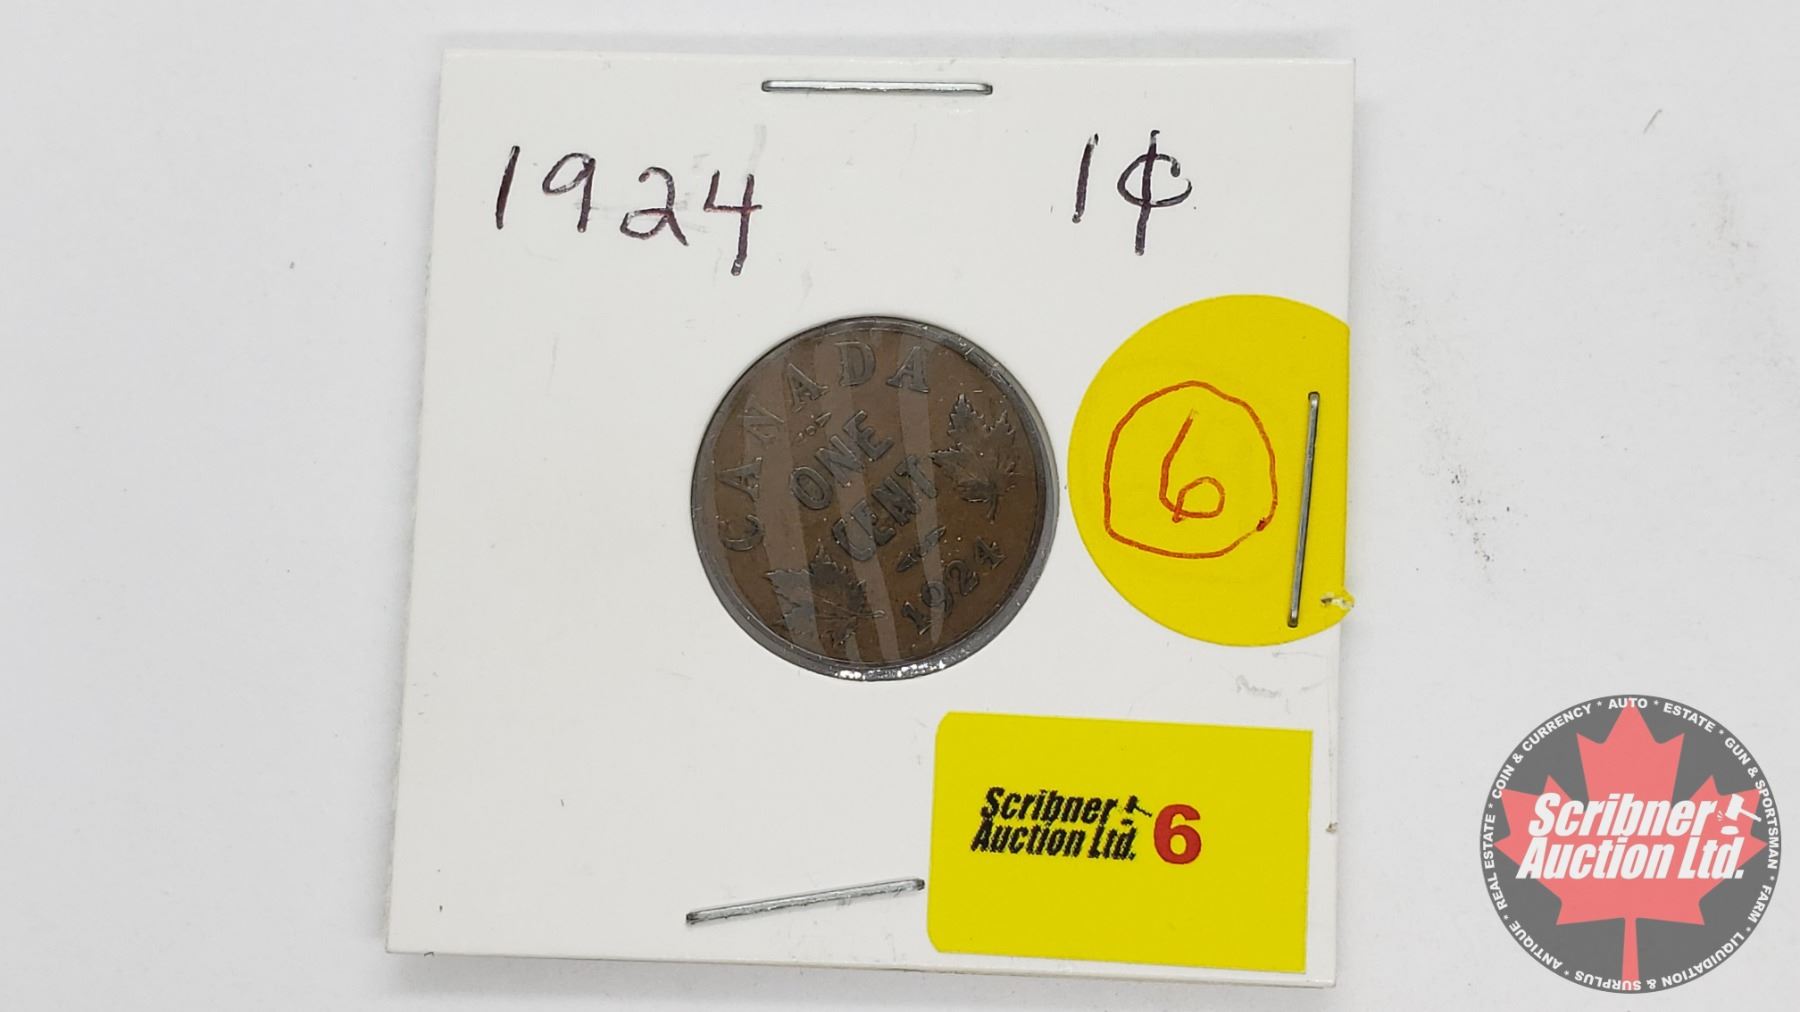 1924 1¢
CANADA
ONE
CENT
1924
6
Scribner
Auction Ltd. 6
Scribner
Auction Ltd.
REAL ESTATE * COIN & CURRENCY * AUTO * ESTATE * GUN & SPORTSMAN * FARM * LIQUIDATION & SURPLUS * ANTIQUE *